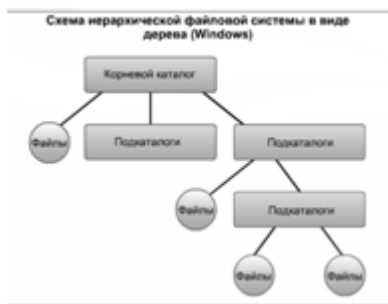 Схема иерархической файловой системы в виде
дерева (Windows)
Корневой каталог
Файлы
Подкаталоги
Подкаталоги
Файлы
Подкаталоги
Файлы
Файлы